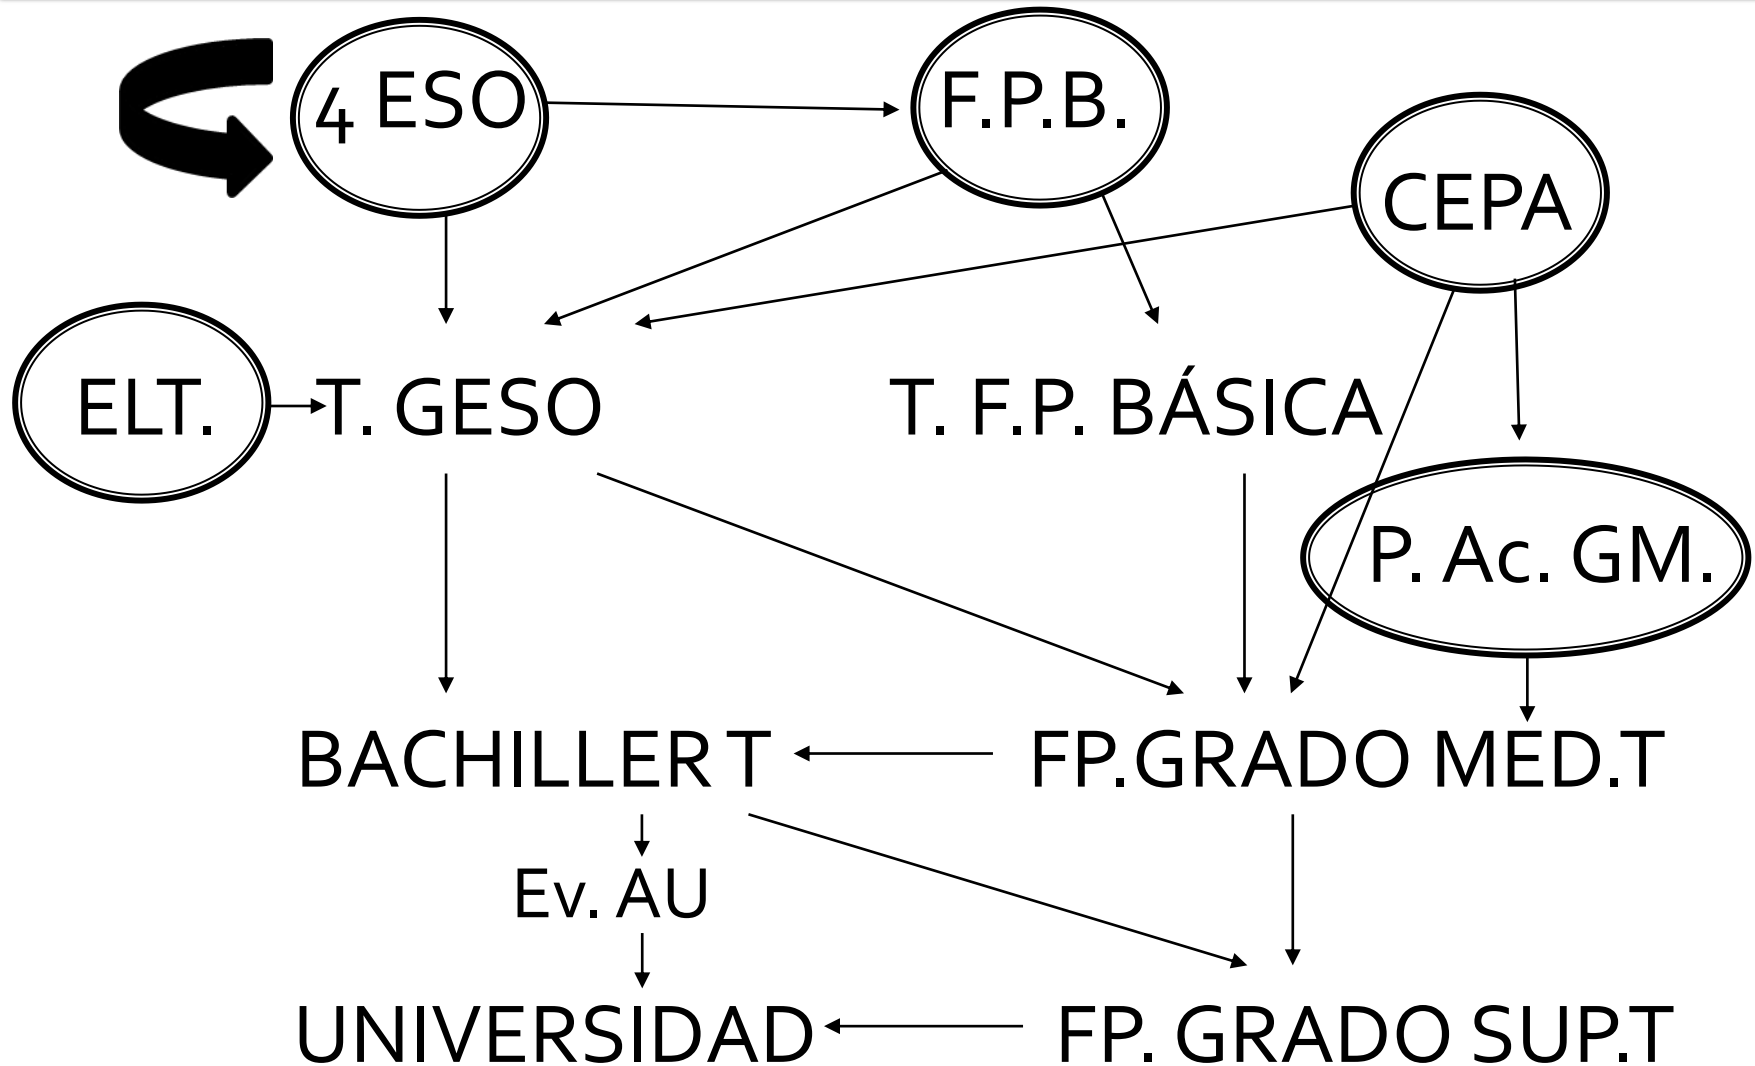 4 ESO
F.P.B.
CEPA
ELT.
T. GESO
T. F.P. BÁSICA
P. Ac. GM.
BACHILLER T
FP.GRADO MED.T
Ev. AU
UNIVERSIDAD
FP. GRADO SUP.T